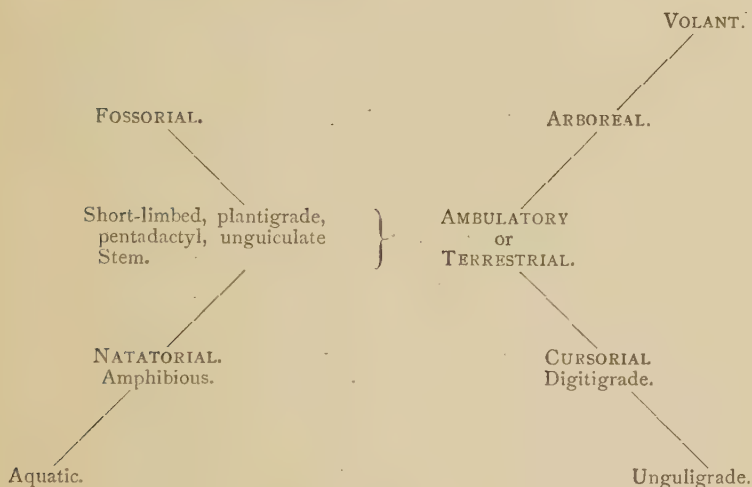 VOLANT.
FOSSORIAL.
ARBOREAL.
Short-limbed, plantigrade,
pentadactyl, unguiculate
Stem.
AMBULATORY
or
TERRESTRIAL.
NATATORIAL.
Amphibious.
CURSORIAL
Digitigrade.
Aquatic.
Unguligrade.